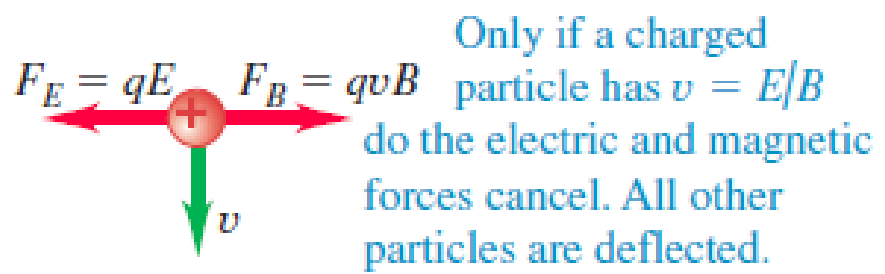 Only if a charged
F_E = qE F_B = qvB particle has v = E/B
+
do the electric and magnetic
forces cancel. All other
v
particles are deflected.